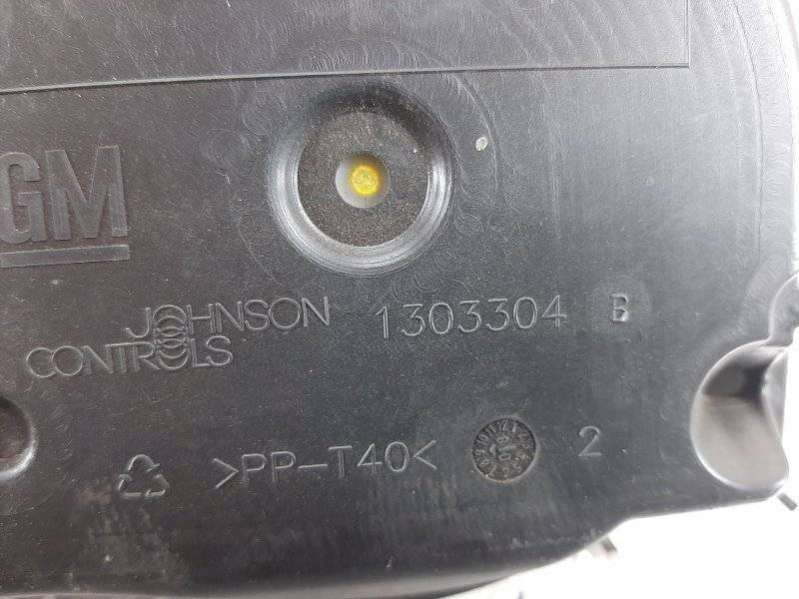 GM
JOHNSON
CONTROLS
1303304 B
>PP-T40<
2